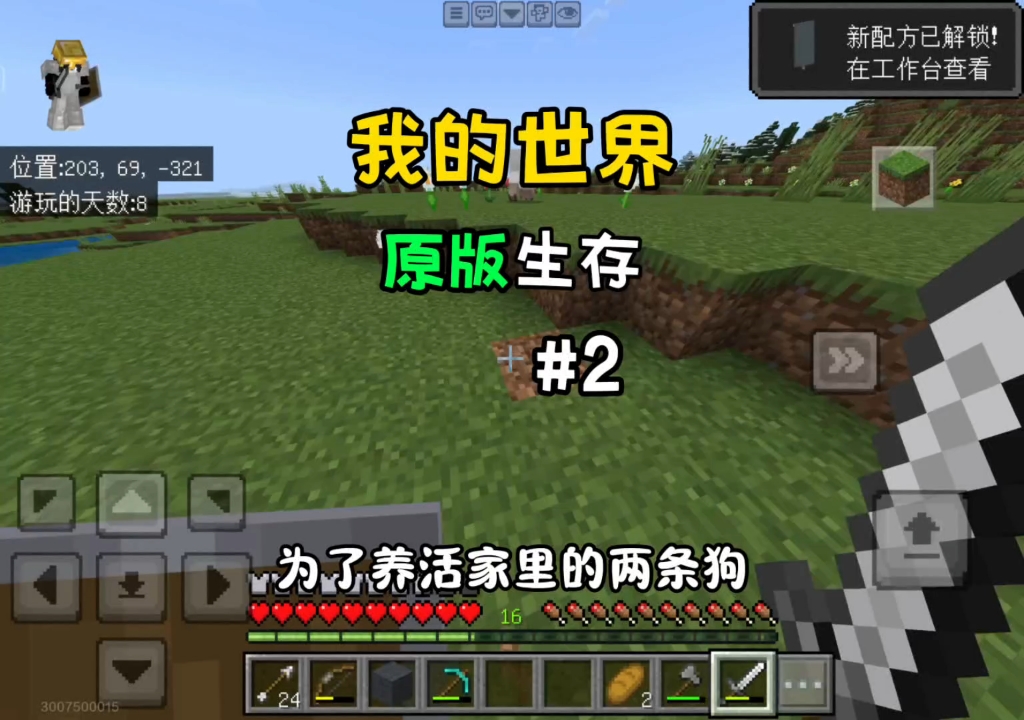 新配方已解锁!
在工作台查看
位置:203, 69, -321
游玩的天数:8
我的世界
原版生存
#2
为了养活家里的两条狗
16
24
2
3007500015